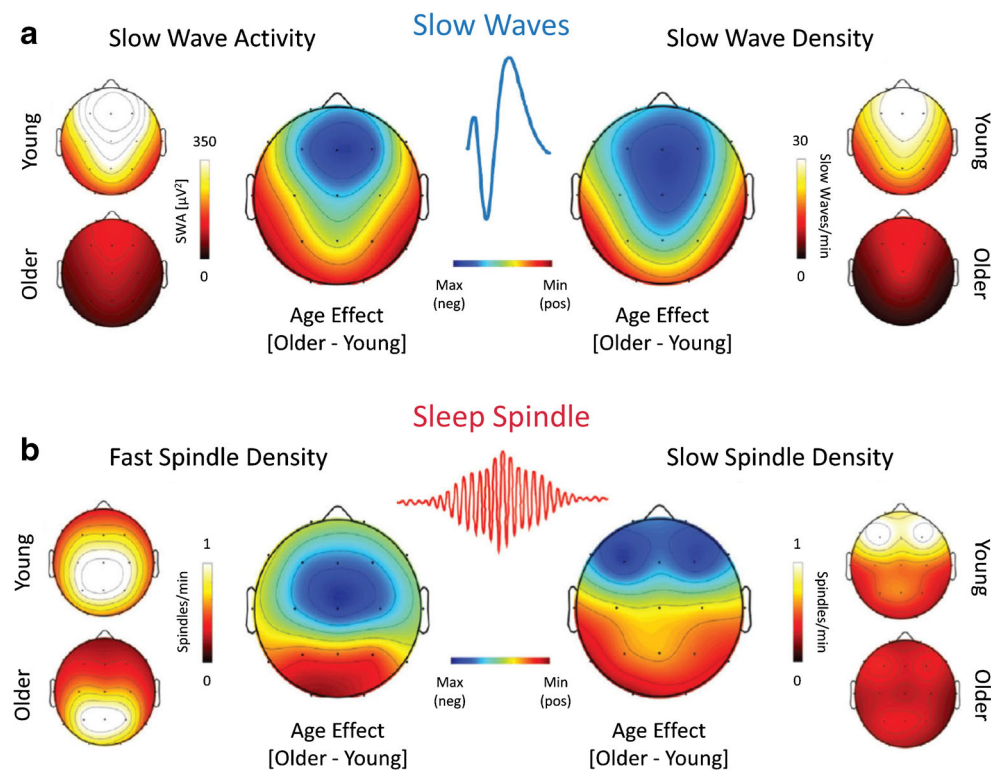 a
Slow Waves
Slow Wave Activity
Slow Wave Density
Young
Older
350
SWA [µV²]
0
Max
(neg)
Min
(pos)
Age Effect
[Older - Young]
Age Effect
[Older - Young]
30
Slow Waves/min
0
Young
Older
b
Sleep Spindle
Fast Spindle Density
Slow Spindle Density
Young
Older
1
Spindles/min
0
Max
(neg)
Min
(pos)
Age Effect
[Older - Young]
Age Effect
[Older - Young]
1
Spindles/min
0
Young
Older